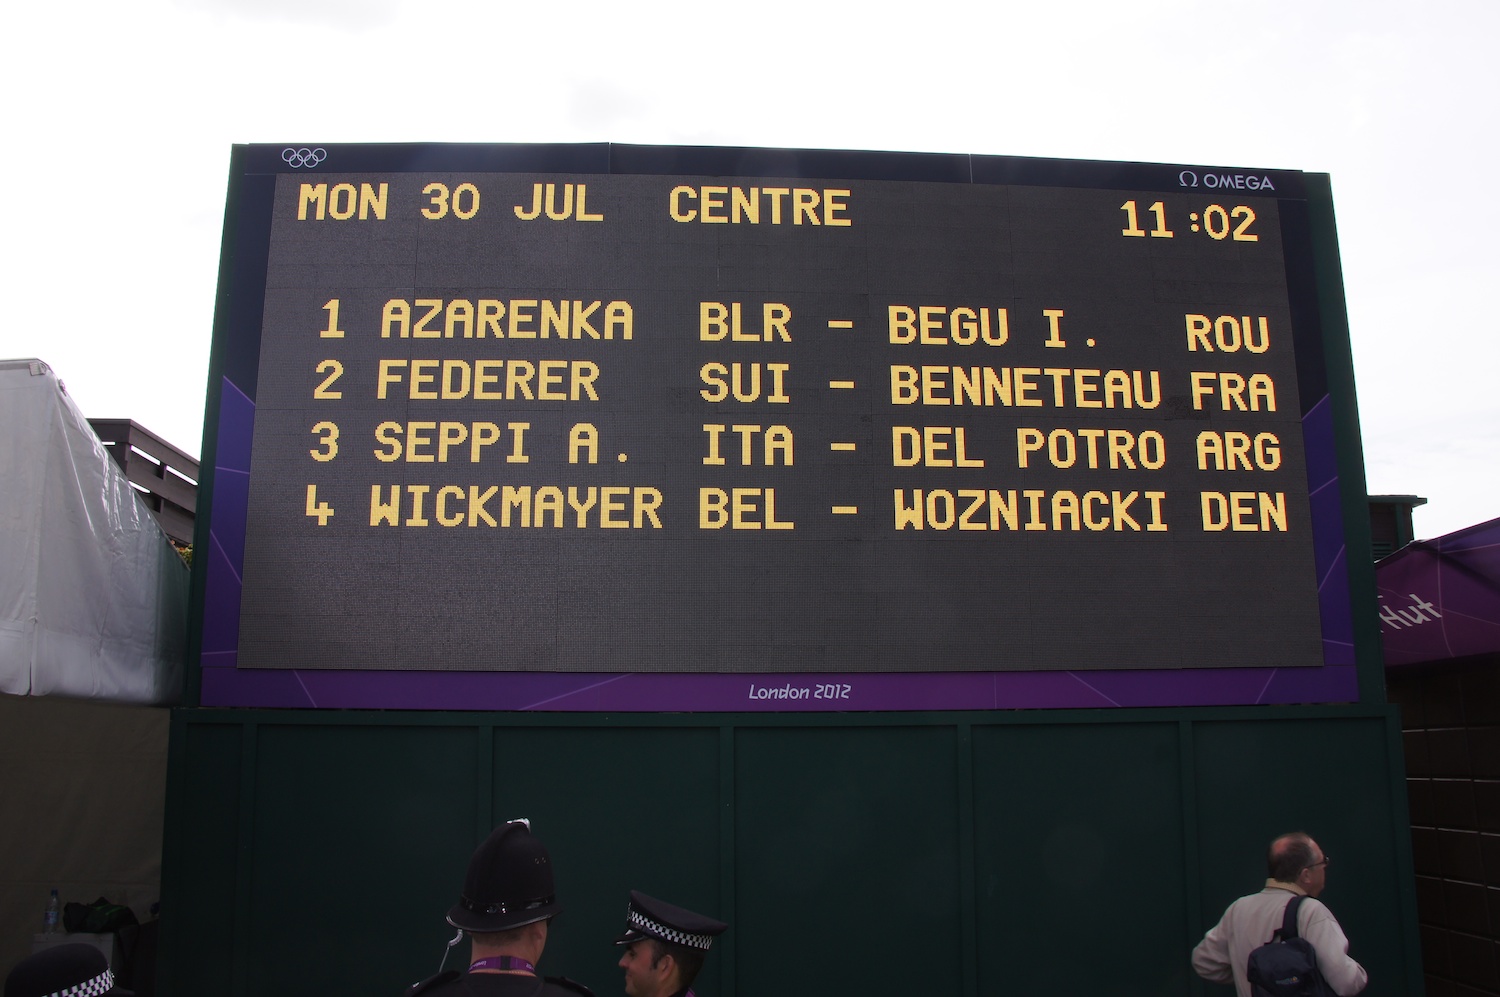 Ω OMEGA
MON 30 JUL CENTRE 11:02
1 AZARENKA BLR - BEGU I. ROU
2 FEDERER SUI - BENNETEAU FRA
3 SEPPI A. ITA - DEL POTRO ARG
4 WICKMAYER BEL - WOZNIACKI DEN
London 2012
Hut